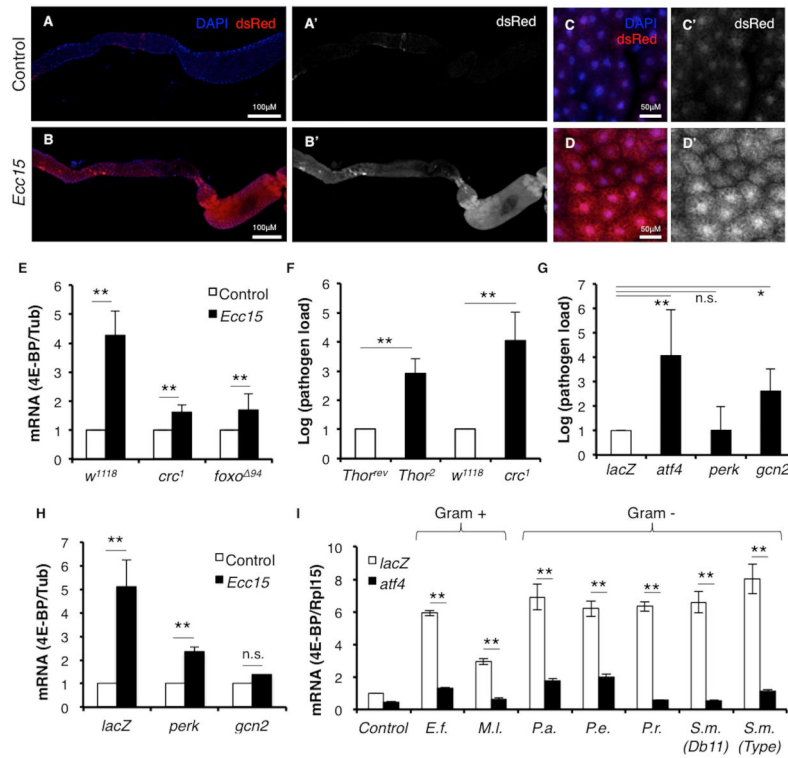 A DAPI dsRed A' dsRed C DAPI dsRed C' dsRed
Control
100μM 50μM
B B' D D'
Ecc15
100μM 50μM
E
mRNA (4E-BP/Tub)
6
5
4
3
2
1
0
Control
Ecc15
** ** **
w1118 crc1 foxoΔ94
F
Log (pathogen load)
6
5
4
3
2
1
0
** **
Thorrev Thor2 w1118 crc1
G
Log (pathogen load)
7
6
5
4
3
2
1
0
** n.s. *
lacZ atf4 perk gcn2
H
mRNA (4E-BP/Tub)
7
6
5
4
3
2
1
0
Control
Ecc15
** ** n.s.
lacZ perk gcn2
I
Gram + Gram -
mRNA (4E-BP/Rpl15)
10
8
6
4
2
0
lacZ
atf4
** ** ** ** ** ** **
Control E.f. M.l. P.a. P.e. P.r. S.m. S.m.
(Db11) (Type)